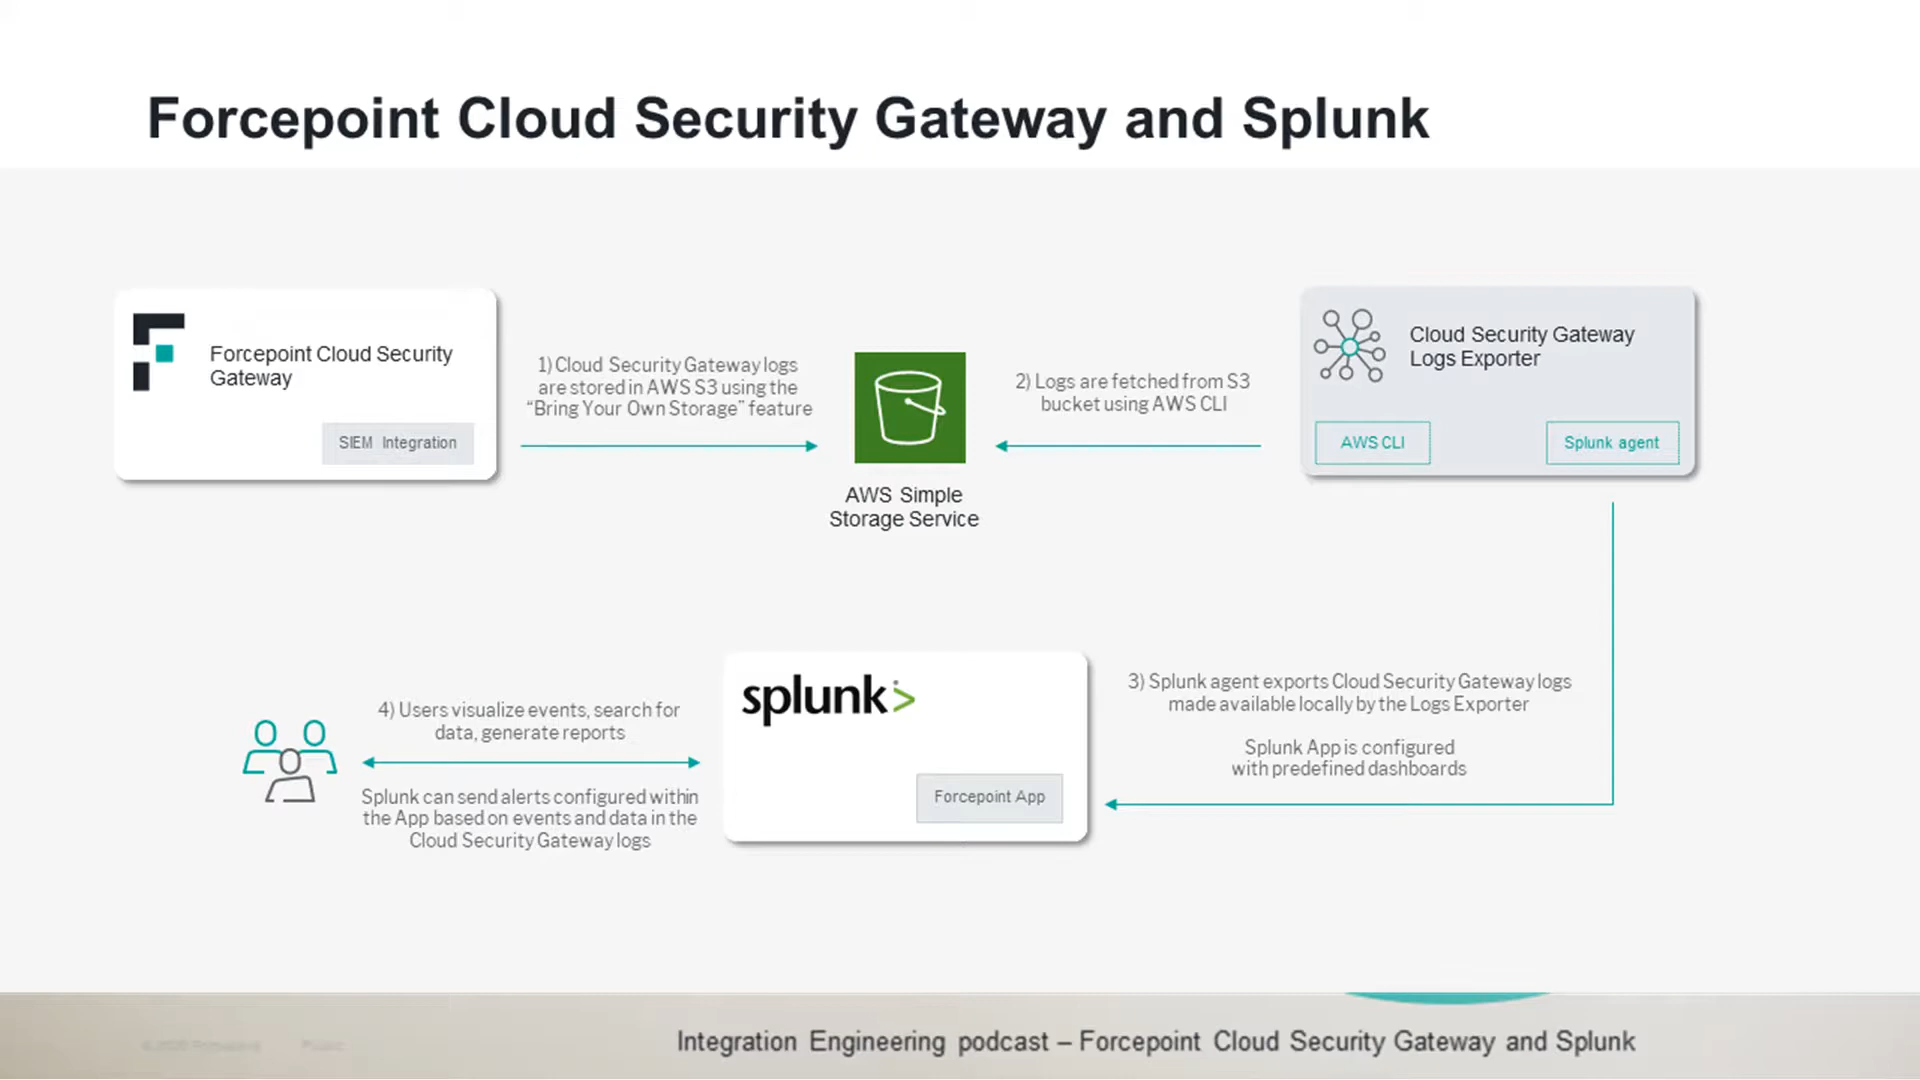 Forcepoint Cloud Security Gateway and Splunk
Forcepoint Cloud Security
Gateway
SIEM Integration
1) Cloud Security Gateway logs
are stored in AWS S3 using the
“Bring Your Own Storage” feature
AWS Simple
Storage Service
2) Logs are fetched from S3
bucket using AWS CLI
Cloud Security Gateway
Logs Exporter
AWS CLI
Splunk agent
3) Splunk agent exports Cloud Security Gateway logs
made available locally by the Logs Exporter
Splunk App is configured
with predefined dashboards
splunk>
Forcepoint App
4) Users visualize events, search for
data, generate reports
Splunk can send alerts configured within
the App based on events and data in the
Cloud Security Gateway logs
Integration Engineering podcast – Forcepoint Cloud Security Gateway and Splunk